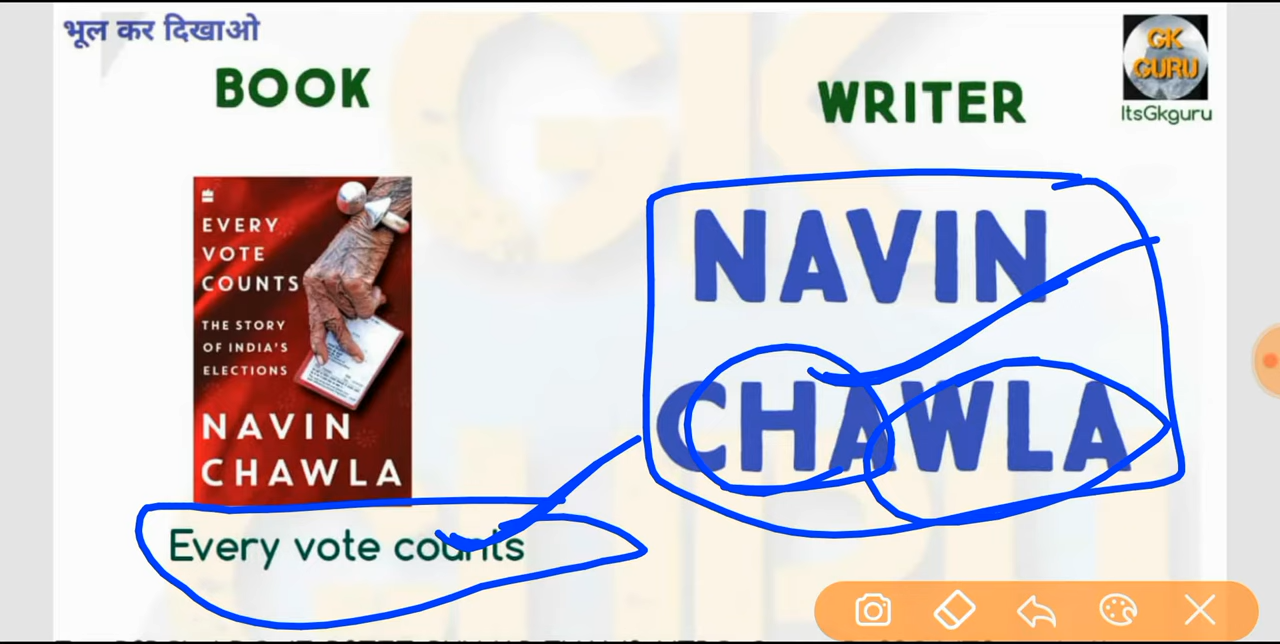 भूल कर दिखाओ
BOOK
WRITER
GK
GURU
ItsGkguru
EVERY
VOTE
COUNTS
THE STORY
OF INDIA'S
ELECTIONS
NAVIN
CHAWLA
Every vote counts
NAVIN
CHAWLA